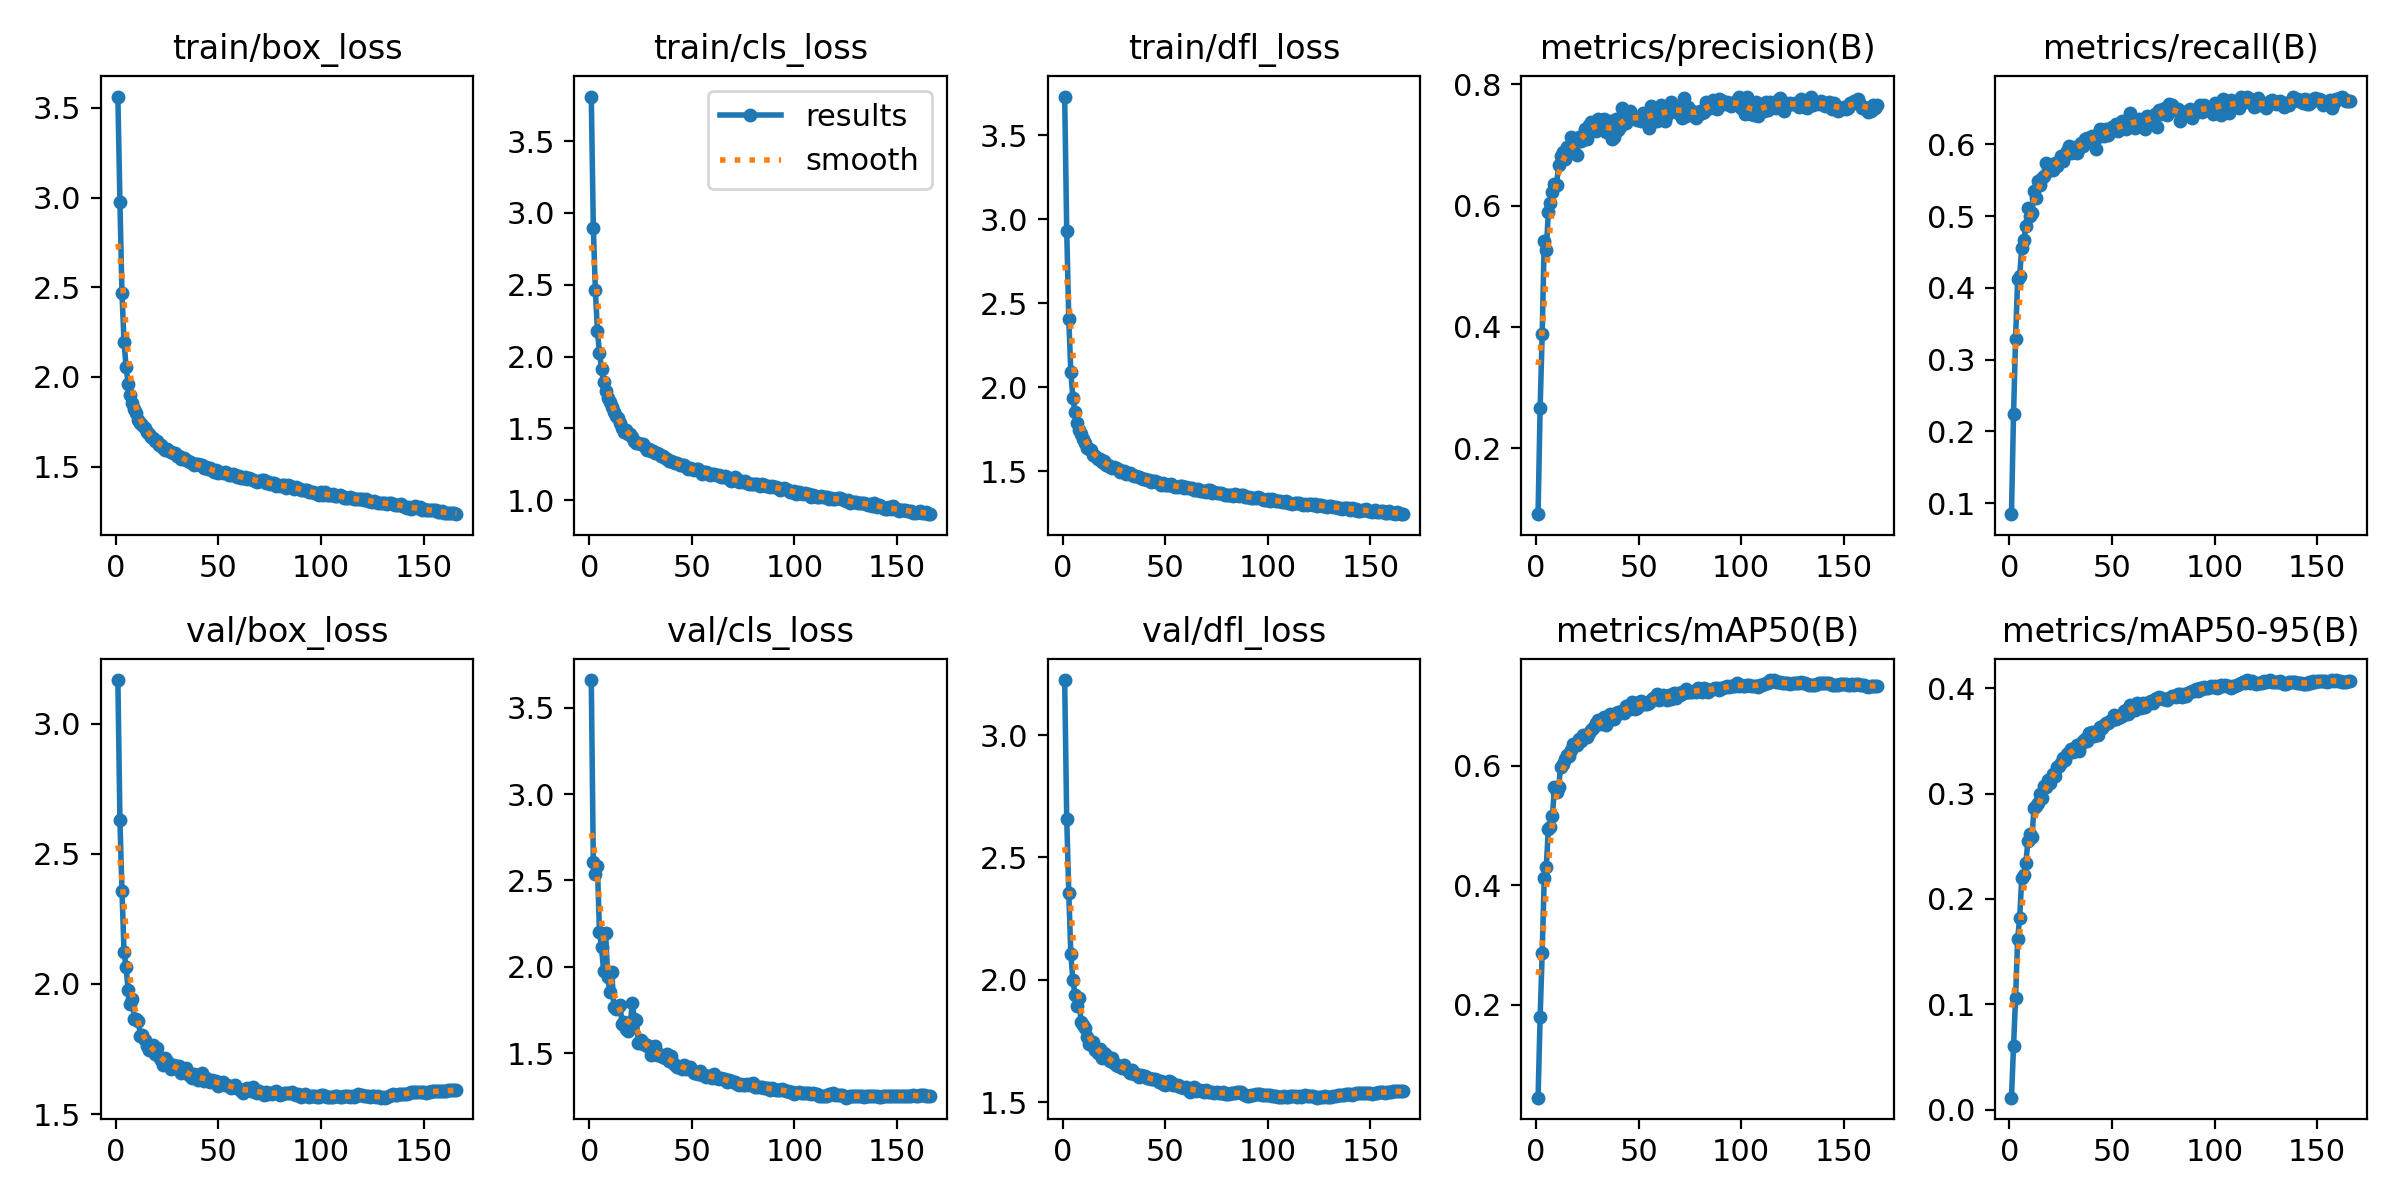 train/box_loss
train/cls_loss
train/dfl_loss
metrics/precision(B)
metrics/recall(B)
results
smooth
3.5
3.0
2.5
2.0
1.5
0 50 100 150
3.5
3.0
2.5
2.0
1.5
1.0
0 50 100 150
3.5
3.0
2.5
2.0
1.5
0 50 100 150
0.8
0.6
0.4
0.2
0 50 100 150
0.6
0.5
0.4
0.3
0.2
0.1
0 50 100 150
val/box_loss
val/cls_loss
val/dfl_loss
metrics/mAP50(B)
metrics/mAP50-95(B)
3.0
2.5
2.0
1.5
0 50 100 150
3.5
3.0
2.5
2.0
1.5
0 50 100 150
3.0
2.5
2.0
1.5
0 50 100 150
0.6
0.4
0.2
0 50 100 150
0.4
0.3
0.2
0.1
0.0
0 50 100 150